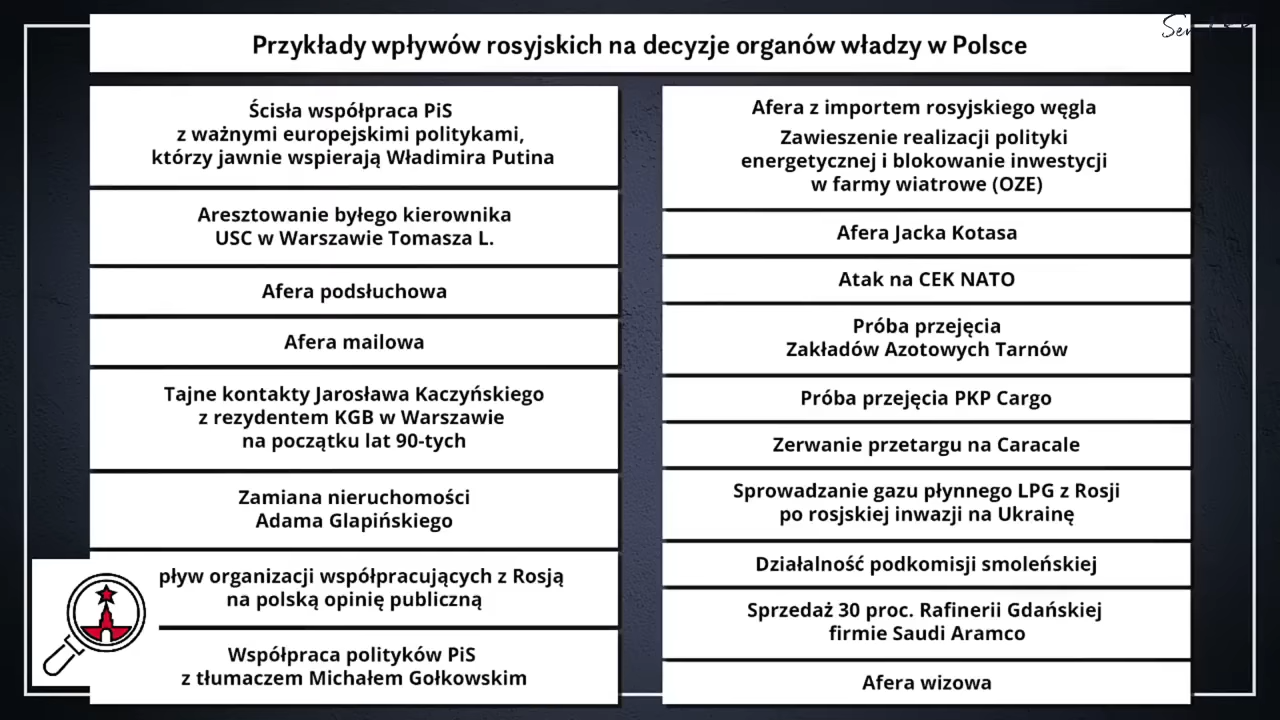 Przykłady wpływów rosyjskich na decyzje organów władzy w Polsce
Ścisła współpraca PiS
z ważnymi europejskimi politykami,
którzy jawnie wspierają Władimira Putina
Aresztowanie byłego kierownika
USC w Warszawie Tomasza L.
Afera podsłuchowa
Afera mailowa
Tajne kontakty Jarosława Kaczyńskiego
z rezydentem KGB w Warszawie
na początku lat 90-tych
Zamiana nieruchomości
Adama Glapińskiego
pływ organizacji współpracujących z Rosją
na polską opinię publiczną
Współpraca polityków PiS
z tłumaczem Michałem Gołkowskim
Afera z importem rosyjskiego węgla
Zawieszenie realizacji polityki
energetycznej i blokowanie inwestycji
w farmy wiatrowe (OZE)
Afera Jacka Kotasa
Atak na CEK NATO
Próba przejęcia
Zakładów Azotowych Tarnów
Próba przejęcia PKP Cargo
Zerwanie przetargu na Caracale
Sprowadzanie gazu płynnego LPG z Rosji
po rosjskiej inwazji na Ukrainę
Działalność podkomisji smoleńskiej
Sprzedaż 30 proc. Rafinerii Gdańskiej
firmie Saudi Aramco
Afera wizowa